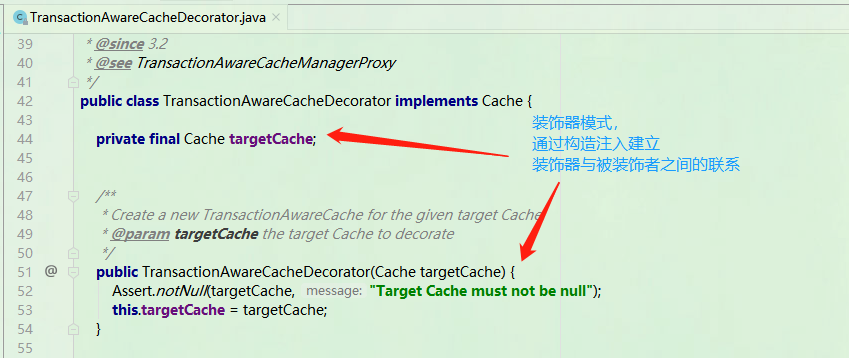 TransactionAwareCacheDecorator.java ×
39 * @since 3.2
40 * @see TransactionAwareCacheManagerProxy
41 */
42 public class TransactionAwareCacheDecorator implements Cache {
43
44 private final Cache targetCache;
45
46
47 /**
48 * Create a new TransactionAwareCache for the given target Cache
49 * @param targetCache the target Cache to decorate
50 */
51 @ public TransactionAwareCacheDecorator(Cache targetCache) {
52 Assert.notNull(targetCache, message: "Target Cache must not be null");
53 this.targetCache = targetCache;
54 }
55
装饰器模式，
通过构造注入建立
装饰器与被装饰者之间的联系